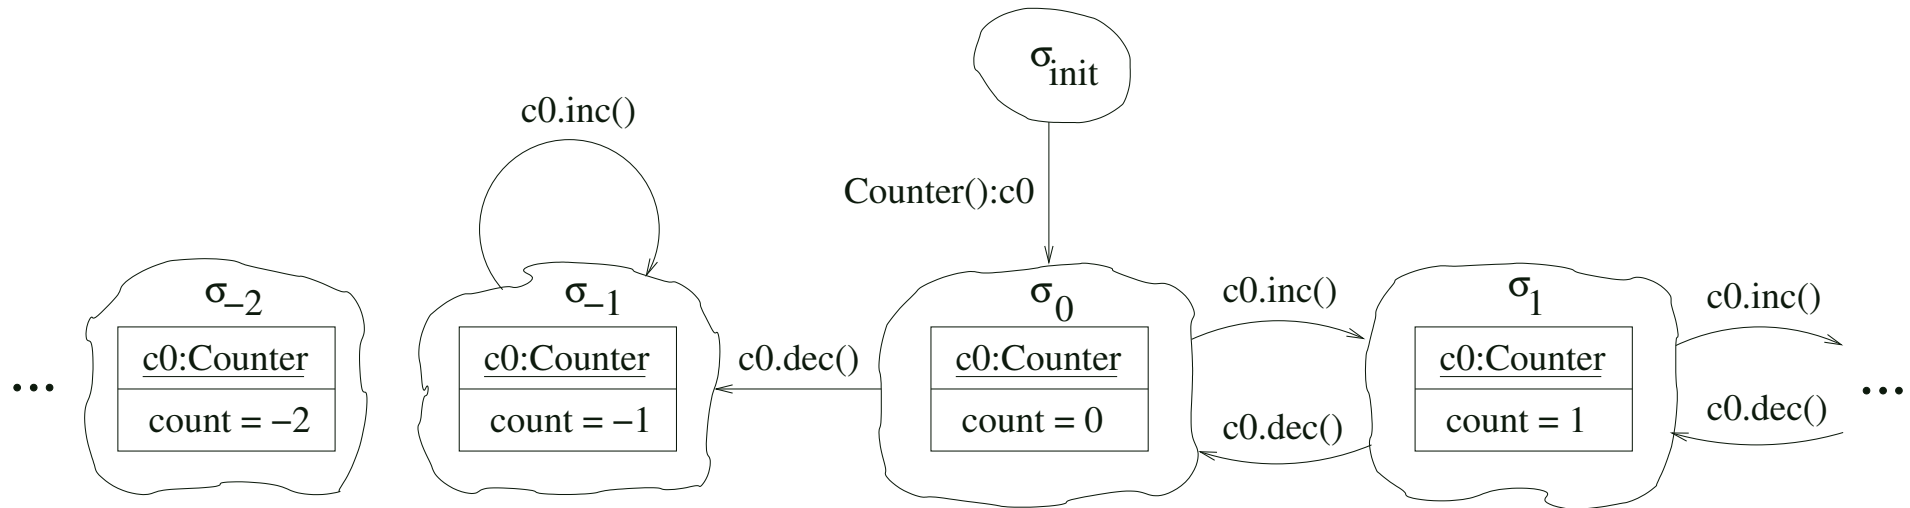 σinit
c0.inc()
Counter():c0
σ−2
c0:Counter
count = −2
σ−1
c0:Counter
count = −1
c0.dec()
σ0
c0:Counter
count = 0
c0.inc()
c0.dec()
σ1
c0:Counter
count = 1
c0.inc()
c0.dec()
...
...